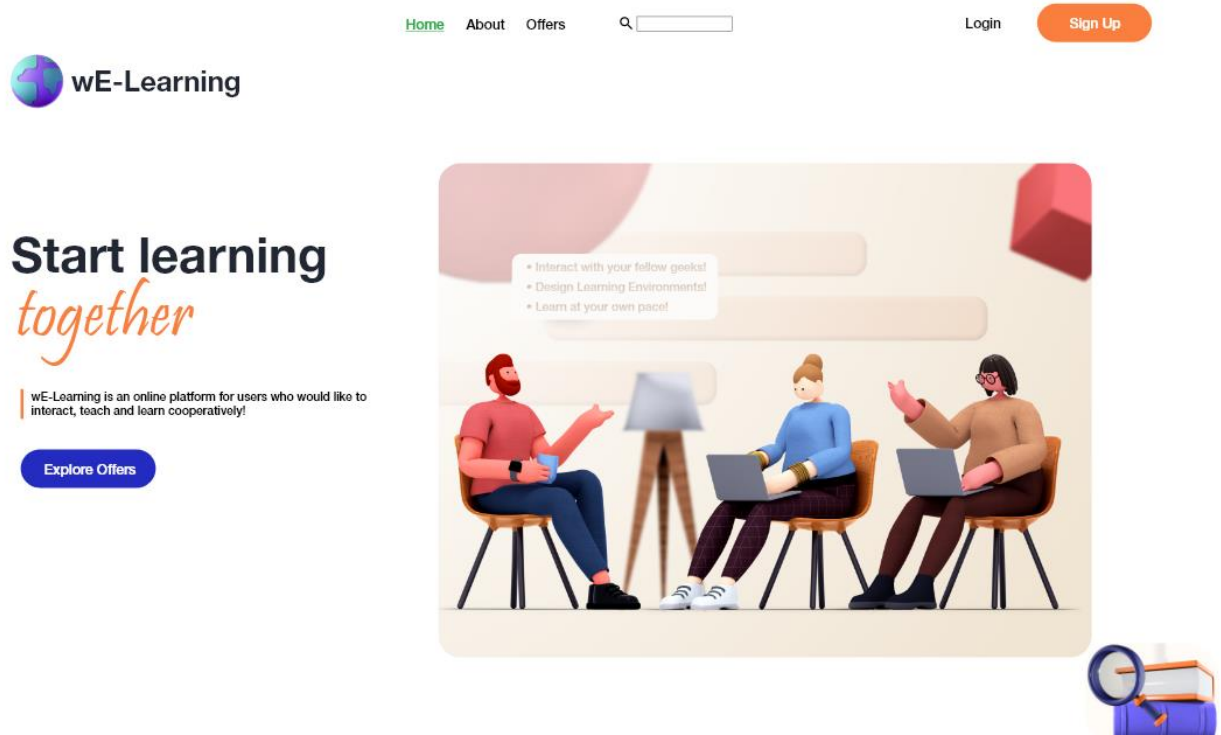 Home About Offers
Login
Sign Up
wE-Learning
Start learning
together
wE-Learning is an online platform for users who would like to
interact, teach and learn cooperatively!
Explore Offers
• Interact with your fellow geeks!
• Design Learning Environments!
• Learn at your own pace!